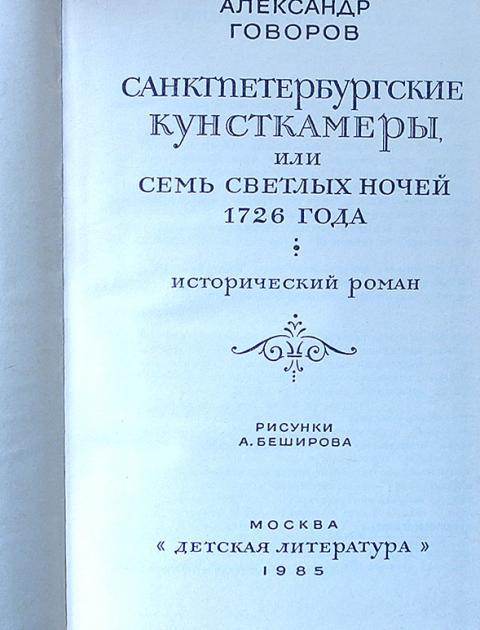 АЛЕКСАНДР
ГОВОРОВ
САНКТПЕТЕРБУРГСКИЕ
КУНСТКАМЕРЫ,
ИЛИ
СЕМЬ СВЕТЛЫХ НОЧЕЙ
1726 ГОДА
ИСТОРИЧЕСКИЙ РОМАН
РИСУНКИ
А. БЕШИРОВА
МОСКВА
« ДЕТСКАЯ ЛИТЕРАТУРА »
1985